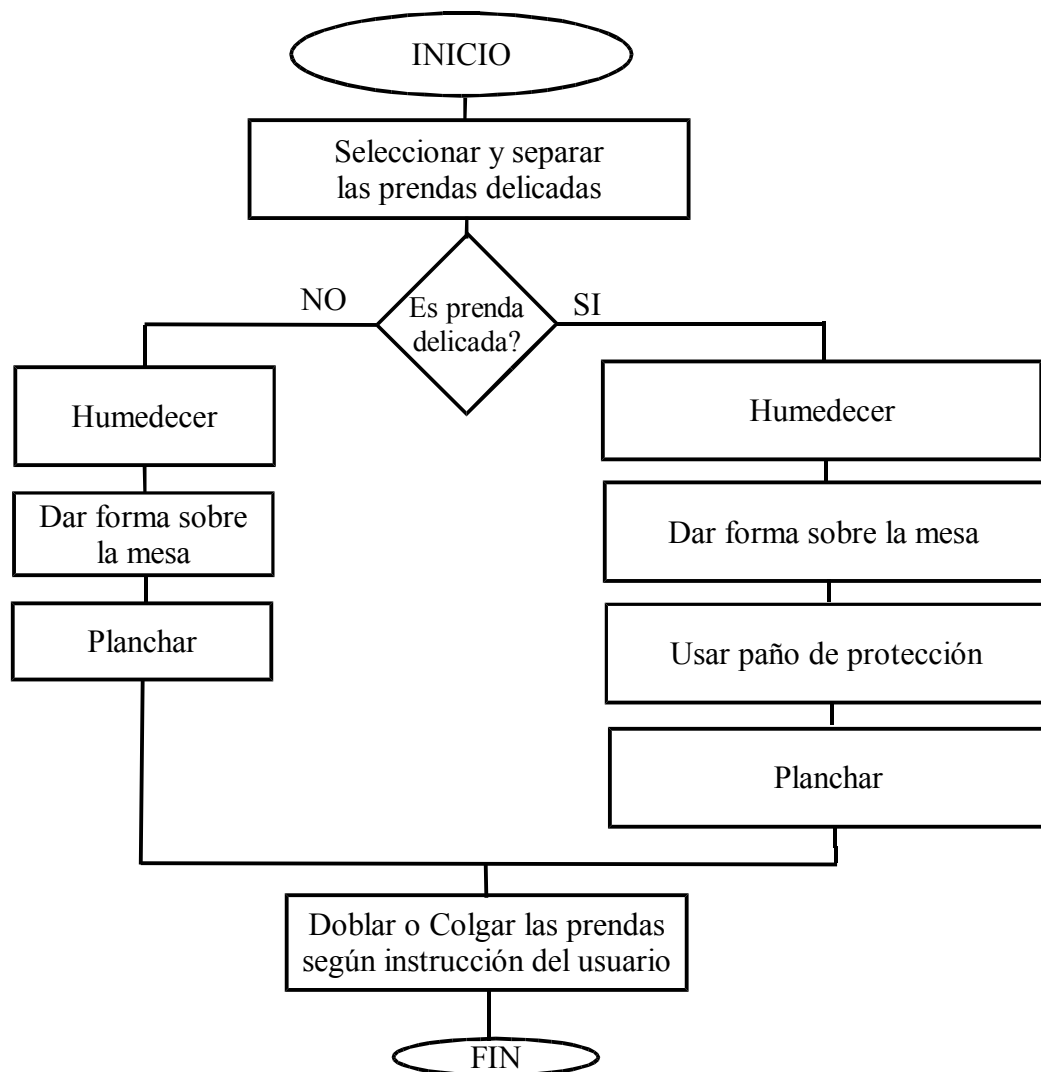 INICIO
Seleccionar y separar
las prendas delicadas
NO
Es prenda
delicada?
SI
Humedecer
Dar forma sobre
la mesa
Planchar
Humedecer
Dar forma sobre la mesa
Usar paño de protección
Planchar
Doblar o Colgar las prendas
según instrucción del usuario
FIN